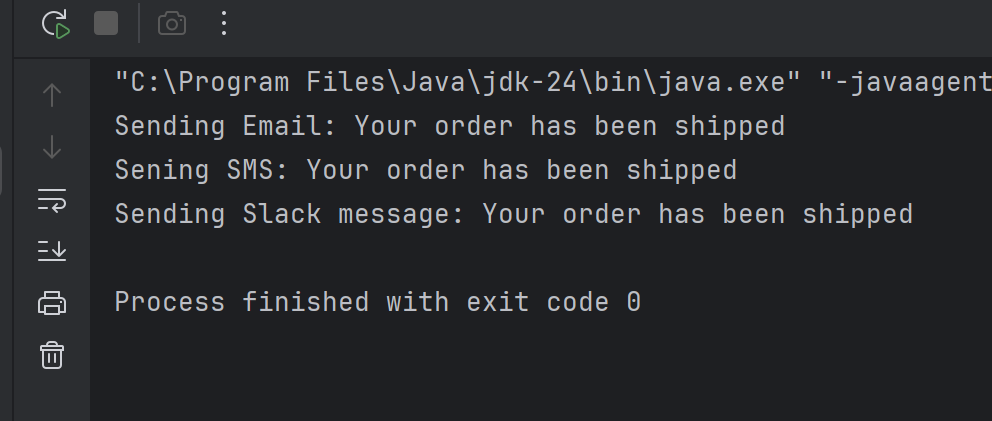 "C:\Program Files\Java\jdk-24\bin\java.exe" "-javaagent
Sending Email: Your order has been shipped
Sening SMS: Your order has been shipped
Sending Slack message: Your order has been shipped
Process finished with exit code 0